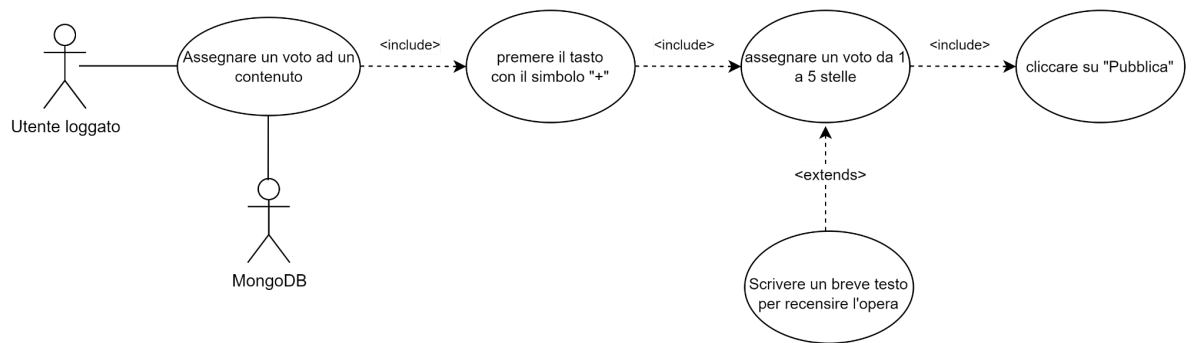 Assegnare un voto ad un
contenuto
<include>
premere il tasto
con il simbolo "+"
<include>
assegnare un voto da 1
a 5 stelle
<include>
cliccare su "Pubblica"
Utente loggato
<extends>
MongoDB
Scrivere un breve testo
per recensire l'opera